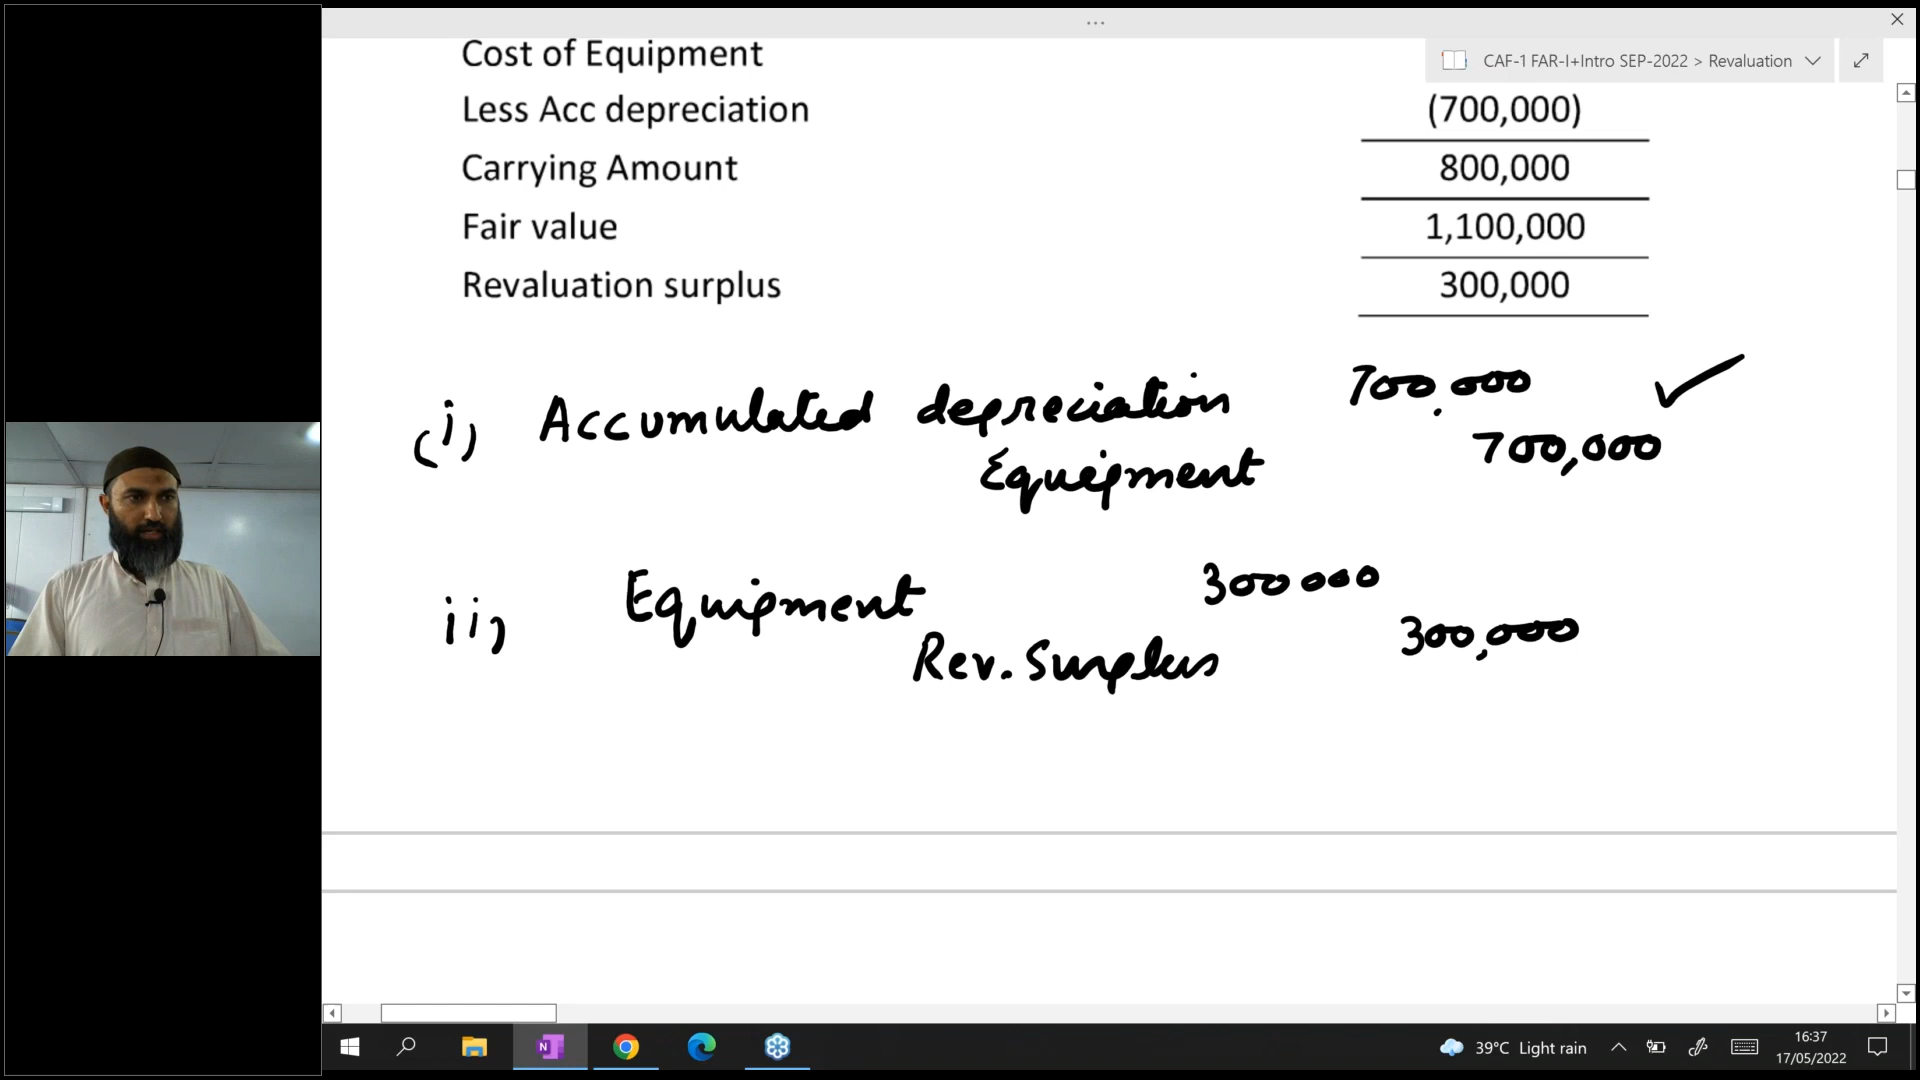 Cost of Equipment
CAF-1 FAR-I+Intro SEP-2022 > Revaluation
Less Acc depreciation (700,000)
Carrying Amount 800,000
Fair value 1,100,000
Revaluation surplus 300,000
(i) Accumulated depreciation 700,000
Equipment 700,000
ii) Equipment 300000
Rev. Surplus 300,000
39°C Light rain
16:37
17/05/2022